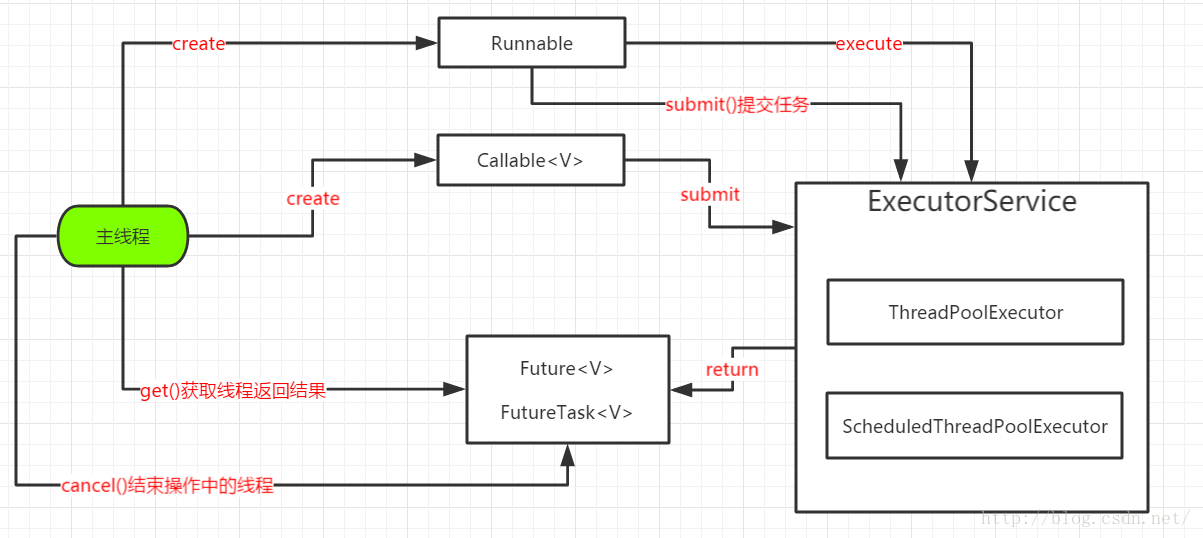 create
Runnable
execute
submit()提交任务
Callable<V>
create
submit
ExecutorService
主线程
ThreadPoolExecutor
Future<V>
return
get()获取线程返回结果
FutureTask<V>
ScheduledThreadPoolExecutor
cancel()结束操作中的线程
http://blog.csdn.net/